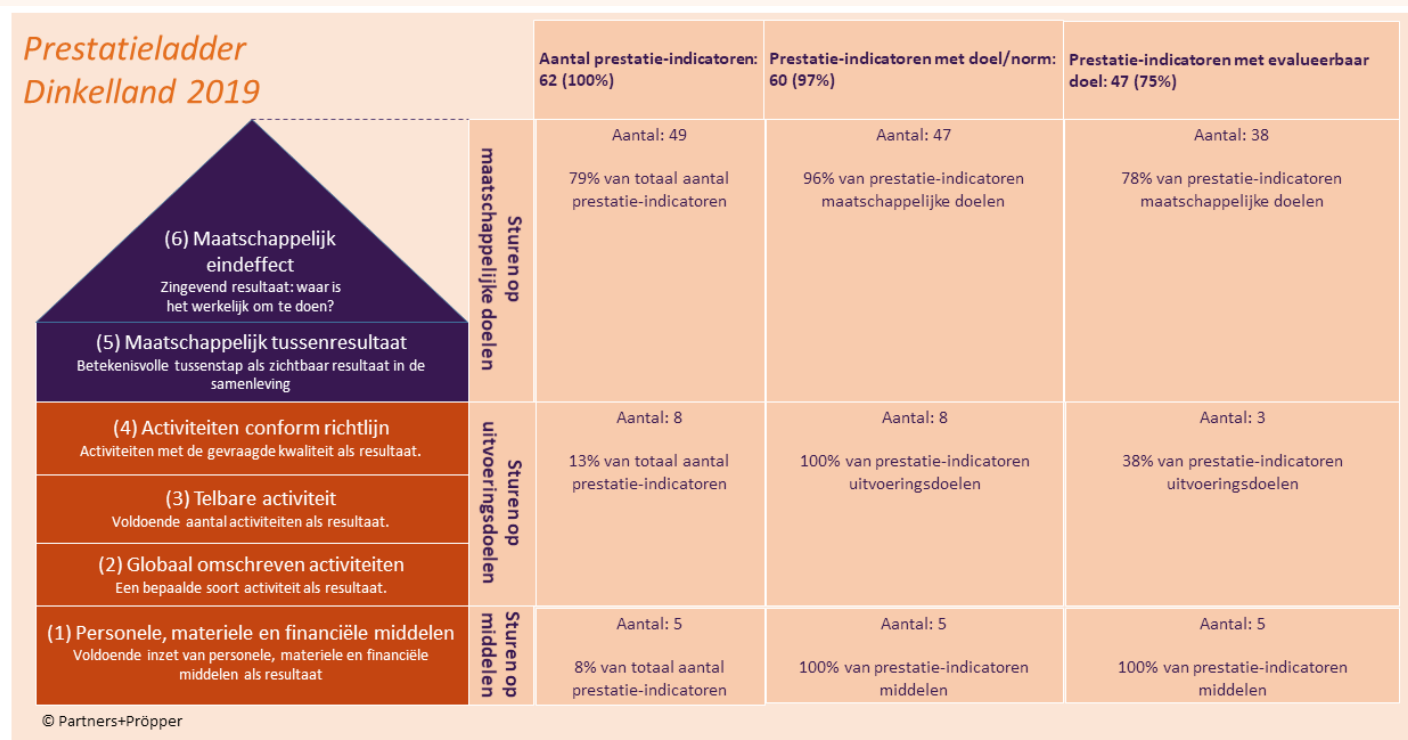 Prestatieladder
Dinkelland 2019
Aantal prestatie-indicatoren:
62 (100%)
Prestatie-indicatoren met doel/norm:
60 (97%)
Prestatie-indicatoren met evalueerbaar
doel: 47 (75%)
(6) Maatschappelijk
eindeffect
Zingevend resultaat: waar is
het werkelijk om te doen?
(5) Maatschappelijk tussenresultaat
Betekenisvolle tussenstap als zichtbaar resultaat in de
samenleving
Sturen op
maatschappelijke doelen
Aantal: 49
79% van totaal aantal
prestatie-indicatoren
Aantal: 47
96% van prestatie-indicatoren
maatschappelijke doelen
Aantal: 38
78% van prestatie-indicatoren
maatschappelijke doelen
(4) Activiteiten conform richtlijn
Activiteiten met de gevraagde kwaliteit als resultaat.
(3) Telbare activiteit
Voldoende aantal activiteiten als resultaat.
(2) Globaal omschreven activiteiten
Een bepaalde soort activiteit als resultaat.
Sturen op
uitvoeringsdoelen
Aantal: 8
13% van totaal aantal
prestatie-indicatoren
Aantal: 8
100% van prestatie-indicatoren
uitvoeringsdoelen
Aantal: 3
38% van prestatie-indicatoren
uitvoeringsdoelen
(1) Personele, materiele en financiële middelen
Voldoende inzet van personele, materiele en financiële
middelen als resultaat
Sturen op
middelen
Aantal: 5
8% van totaal aantal
prestatie-indicatoren
Aantal: 5
100% van prestatie-indicatoren
middelen
Aantal: 5
100% van prestatie-indicatoren
middelen
© Partners+Pröpper